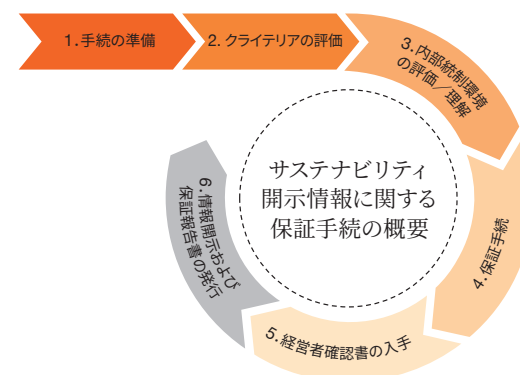 1.手続の準備
2. クライテリアの評価
3.内部統制環境
の評価／理解
4.保証手続
5.経営者確認書の入手
6.情報開示および
保証報告書の発行
サステナビリティ
開示情報に関する
保証手続の概要